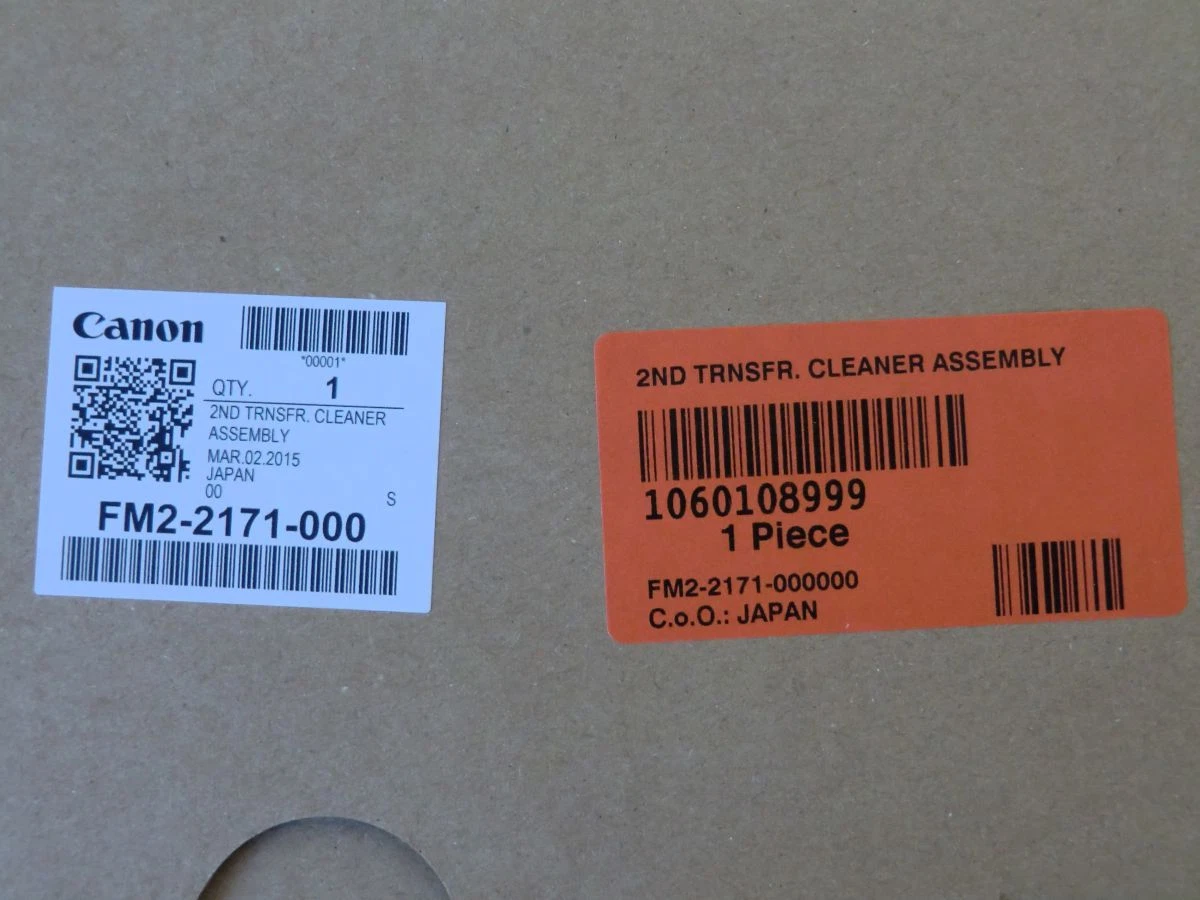 Canon
*00001*
QTY. 1
2ND TRNSFR. CLEANER
ASSEMBLY
MAR.02.2015
JAPAN
00 S
FM2-2171-000
2ND TRNSFR. CLEANER ASSEMBLY
1060108999
1 Piece
FM2-2171-000000
C.o.O.: JAPAN